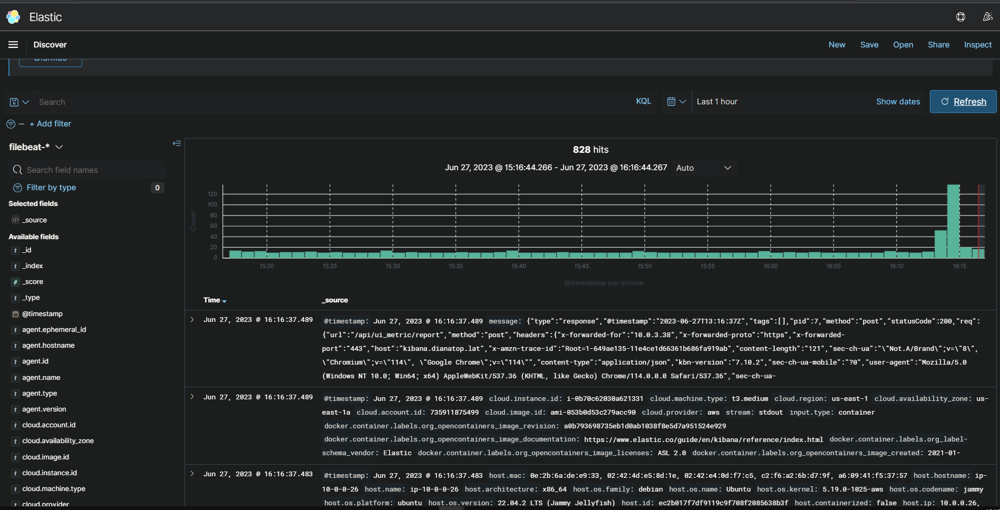 Elastic
Discover
New Save Open Share Inspect
Dismiss
Search KQL Last 1 hour Show dates Refresh
+ Add filter
filebeat-*
Search field names
Filter by type 0
Selected fields
_source
Available fields
_id
_index
_score
_type
@timestamp
agent.ephemeral_id
agent.hostname
agent.id
agent.name
agent.type
agent.version
cloud.account.id
cloud.availability_zone
cloud.image.id
cloud.instance.id
cloud.machine.type
cloud.provider
828 hits
Jun 27, 2023 @ 15:16:44.266 - Jun 27, 2023 @ 16:16:44.267 Auto
120
100
80
60
40
20
0
Count
15:20 15:25 15:30 15:35 15:40 15:45 15:50 15:55 16:00 16:05 16:10 16:15
@timestamp per minute
Time _source
Jun 27, 2023 @ 16:16:37.489 @timestamp: Jun 27, 2023 @ 16:16:37.489 message: {"type":"response","@timestamp":"2023-06-27T13:16:37Z","tags":[],"pid":7,"method":"post","statusCode":200,"req":
{"url":"/api/ui_metric/report","method":"post","headers":{"x-forwarded-for":"10.0.3.38","x-forwarded-proto":"https","x-forwarded-
port":"443","host":"kibana.dianatop.lat","x-amzn-trace-id":"Root=1-649ae135-11e4ce1d66361b686fa919ab","content-length":"121","sec-ch-ua":"\"Not.A/Brand\";v=\"8\",
\"Chromium\";v=\"114\", \"Google Chrome\";v=\"114\"","content-type":"application/json","kbn-version":"7.10.2","sec-ch-ua-mobile":"?0","user-agent":"Mozilla/5.0
(Windows NT 10.0; Win64; x64) AppleWebKit/537.36 (KHTML, like Gecko) Chrome/114.0.0.0 Safari/537.36","sec-ch-ua-
Jun 27, 2023 @ 16:16:37.489 @timestamp: Jun 27, 2023 @ 16:16:37.489 cloud.instance.id: i-0b70c62030a621331 cloud.machine.type: t3.medium cloud.region: us-east-1 cloud.availability_zone: us-
east-1a cloud.account.id: 735911875499 cloud.image.id: ami-053b0d53c279acc90 cloud.provider: aws stream: stdout input.type: container
docker.container.labels.org_opencontainers_image_revision: a0b793698735eb1d0ab1038f8e5d7a951524e929
docker.container.labels.org_opencontainers_image_documentation: https://www.elastic.co/guide/en/kibana/reference/index.html docker.container.labels.org_label-
schema_vendor: Elastic docker.container.labels.org_opencontainers_image_licenses: ASL 2.0 docker.container.labels.org_opencontainers_image_created: 2021-01-
Jun 27, 2023 @ 16:16:37.483 @timestamp: Jun 27, 2023 @ 16:16:37.483 host.mac: 0e:2b:6a:de:e9:33, 02:42:4d:e5:8d:1e, 02:42:e4:0d:f7:c5, c2:f6:a2:6b:d7:9f, a6:09:41:f5:37:57 host.hostname: ip-
10-0-0-26 host.name: ip-10-0-0-26 host.architecture: x86_64 host.os.family: debian host.os.name: Ubuntu host.os.kernel: 5.19.0-1025-aws host.os.codename: jammy
host.os.platform: ubuntu host.os.version: 22.04.2 LTS (Jammy Jellyfish) host.id: ec2b017f7df9119c9f708f2085638b3f host.containerized: false host.ip: 10.0.0.26,